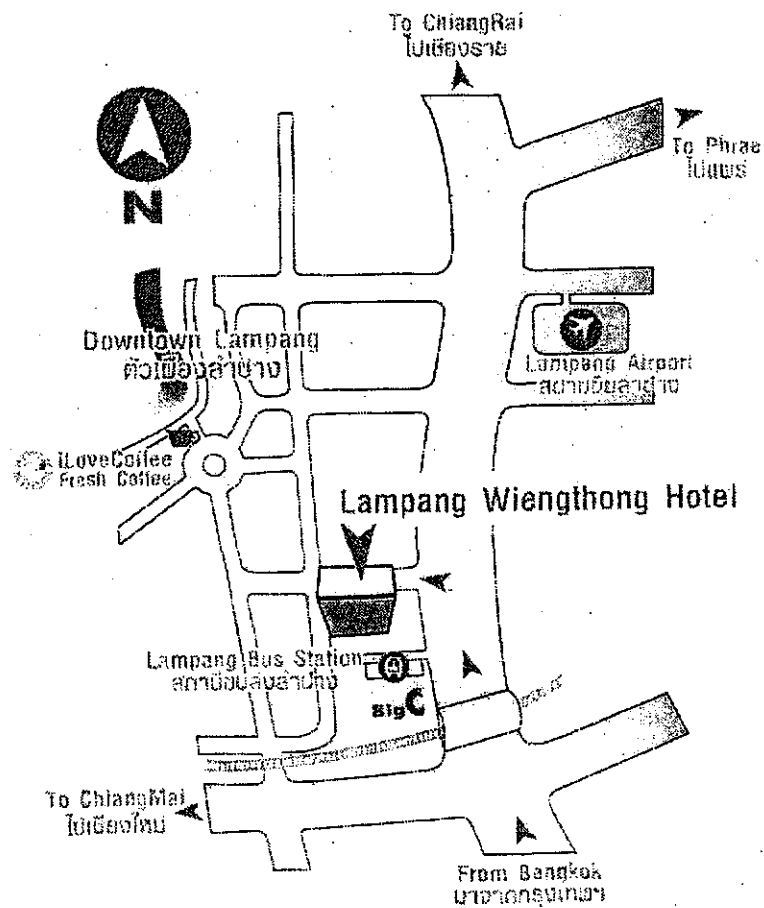 To ChiangRai
ไปเชียงราย
To Phrae
ไปแพร่
N
Downtown Lampang
ตัวเมืองลำปาง
Lampang Airport
สนามบินลำปาง
iLoveCoffee
Fresh Coffee
Lampang Wiengthong Hotel
Lampang Bus Station
สถานีขนส่งลำปาง
Big C
To ChiangMai
ไปเชียงใหม่
From Bangkok
มาจากกรุงเทพฯ